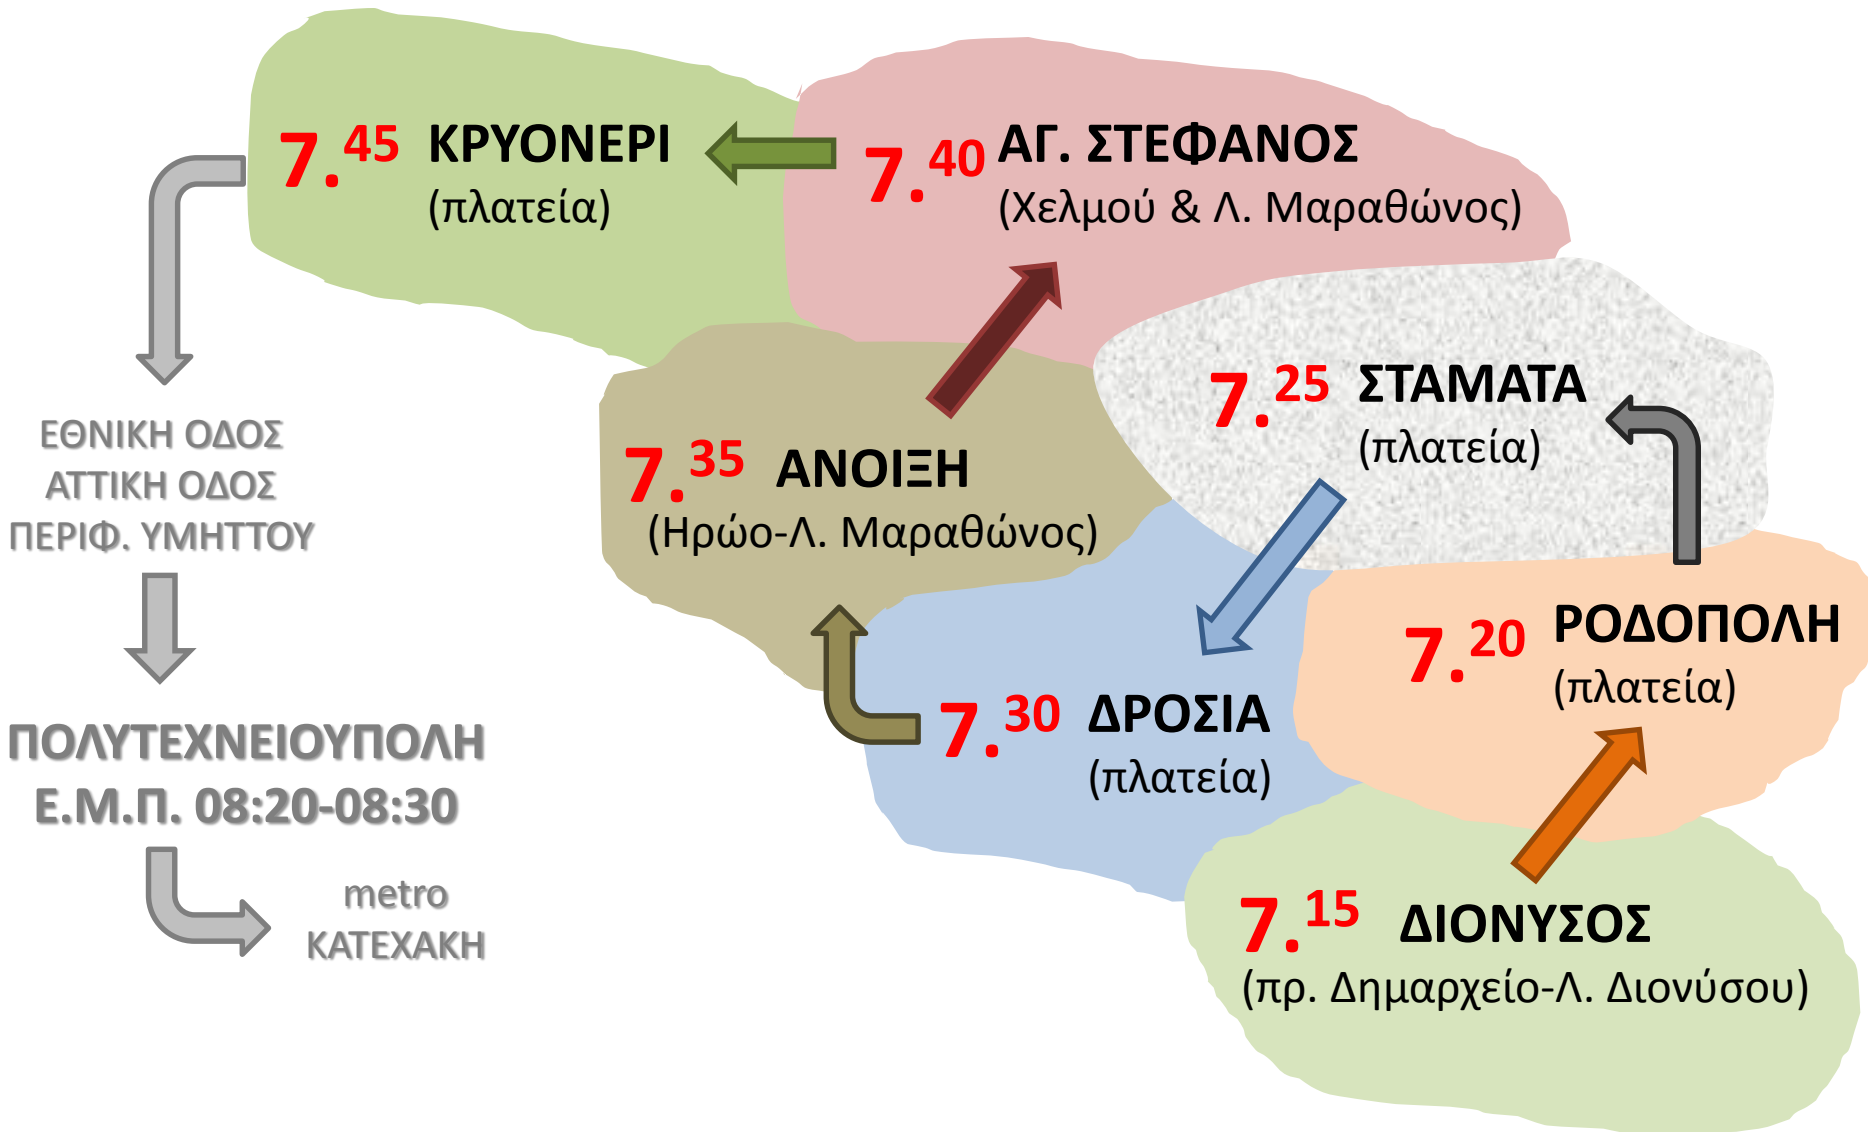 7.45 ΚΡΥΟΝΕΡΙ
(πλατεία)
7.40 ΑΓ. ΣΤΕΦΑΝΟΣ
(Χελμού & Λ. Μαραθώνος)
7.25 ΣΤΑΜΑΤΑ
(πλατεία)
7.35 ΑΝΟΙΞΗ
(Ηρώο-Λ. Μαραθώνος)
7.20 ΡΟΔΟΠΟΛΗ
(πλατεία)
7.30 ΔΡΟΣΙΑ
(πλατεία)
7.15 ΔΙΟΝΥΣΟΣ
(πρ. Δημαρχείο-Λ. Διονύσου)
ΕΘΝΙΚΗ ΟΔΟΣ
ΑΤΤΙΚΗ ΟΔΟΣ
ΠΕΡΙΦ. ΥΜΗΤΤΟΥ
ΠΟΛΥΤΕΧΝΕΙΟΥΠΟΛΗ
Ε.Μ.Π. 08:20-08:30
metro
ΚΑΤΕΧΑΚΗ